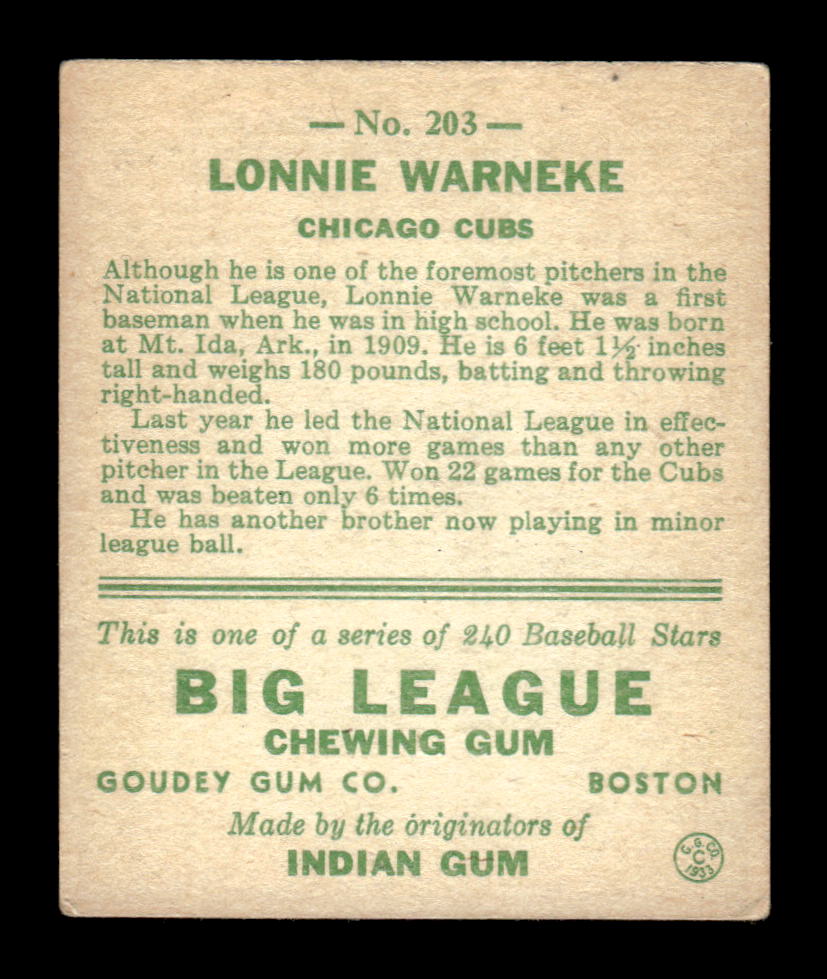 — No. 203 —
LONNIE WARNEKE
CHICAGO CUBS
Although he is one of the foremost pitchers in the
National League, Lonnie Warneke was a first
baseman when he was in high school. He was born
at Mt. Ida, Ark., in 1909. He is 6 feet 1½ inches
tall and weighs 180 pounds, batting and throwing
right-handed.
Last year he led the National League in effec-
tiveness and won more games than any other
pitcher in the League. Won 22 games for the Cubs
and was beaten only 6 times.
He has another brother now playing in minor
league ball.
This is one of a series of 240 Baseball Stars
BIG LEAGUE
CHEWING GUM
GOUDEY GUM CO. BOSTON
Made by the originators of
INDIAN GUM
G. G. CO.
C
1933